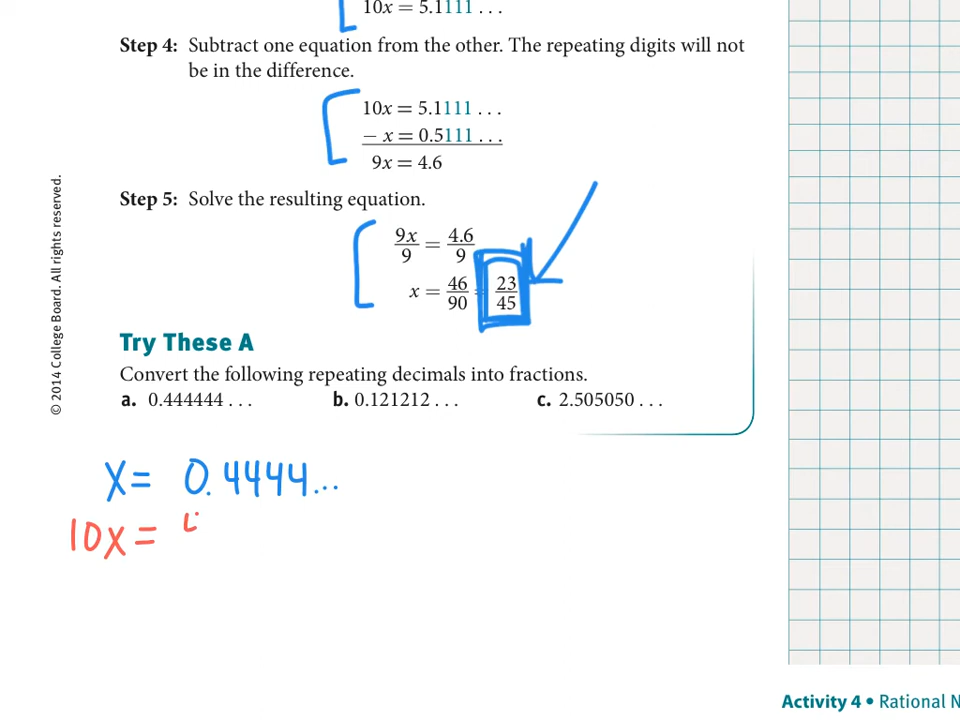 10x = 5.1111 . . .
Step 4: Subtract one equation from the other. The repeating digits will not
be in the difference.
10x = 5.1111 . . .
− x = 0.5111 . . .
9x = 4.6
Step 5: Solve the resulting equation.
9x/9 = 4.6/9
x = 46/90 = 23/45
Try These A
Convert the following repeating decimals into fractions.
a. 0.444444 . . . b. 0.121212 . . . c. 2.505050 . . .
x = 0.4444...
10x =
© 2014 College Board. All rights reserved.
Activity 4 • Rational N